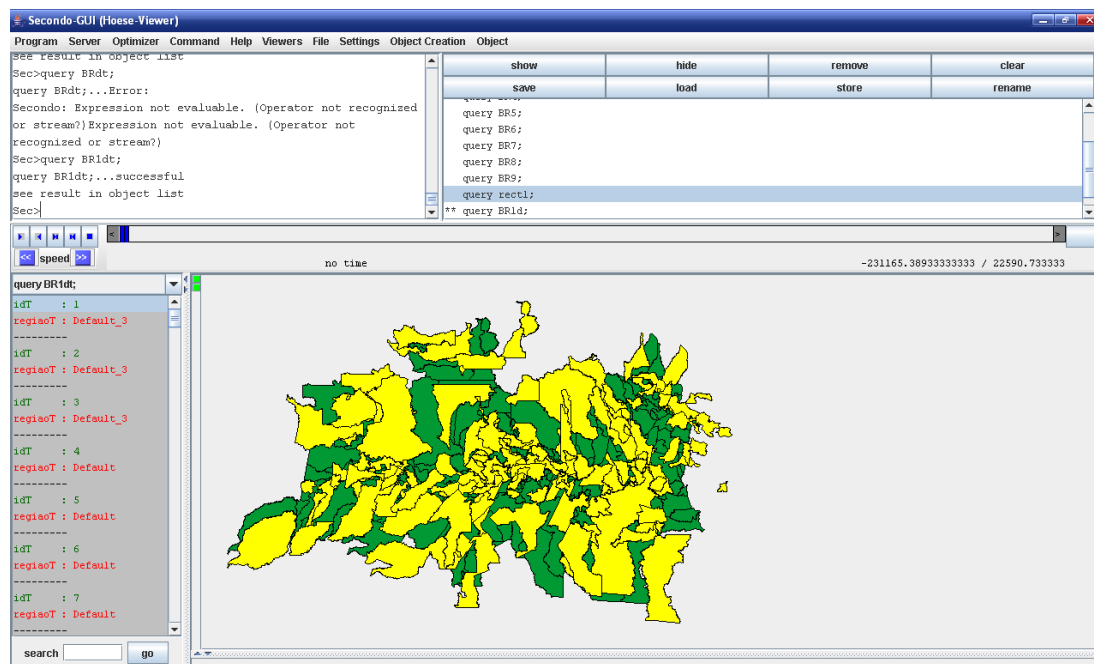 Secondo-GUI (Hoese-Viewer)
Program Server Optimizer Command Help Viewers File Settings Object Creation Object
see result in object list
Sec>query BRdt;
query BRdt;...Error:
Secondo: Expression not evaluable. (Operator not recognized
or stream?)Expression not evaluable. (Operator not
recognized or stream?)
Sec>query BR1dt;
query BR1dt;...successful
see result in object list
Sec>
show hide remove clear
save load store rename
query BR5;
query BR6;
query BR7;
query BR8;
query BR9;
query rect1;
** query BR1d;
< >
<< speed >>
no time
-231165.38933333333 / 22590.733333
query BR1dt;
idT : 1
regiaoT : Default_3
---------
idT : 2
regiaoT : Default_3
---------
idT : 3
regiaoT : Default_3
---------
idT : 4
regiaoT : Default
---------
idT : 5
regiaoT : Default
---------
idT : 6
regiaoT : Default
---------
idT : 7
regiaoT : Default
---------
search go